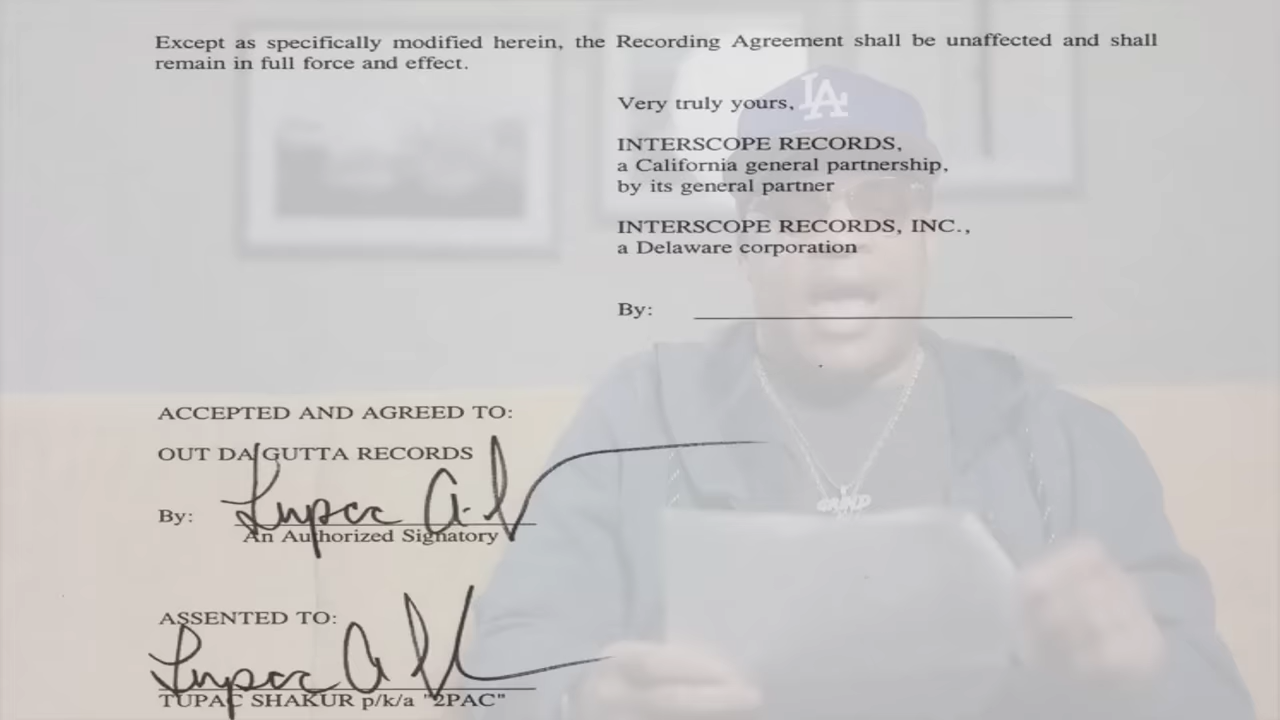 Except as specifically modified herein, the Recording Agreement shall be unaffected and shall
remain in full force and effect.
Very truly yours,
LA
INTERSCOPE RECORDS,
a California general partnership,
by its general partner
INTERSCOPE RECORDS, INC.,
a Delaware corporation
By:
ACCEPTED AND AGREED TO:
OUT DA GUTTA RECORDS
By: Tupac A. S
An Authorized Signatory
ASSENTED TO:
Tupac A S
TUPAC SHAKUR p/k/a "2PAC"